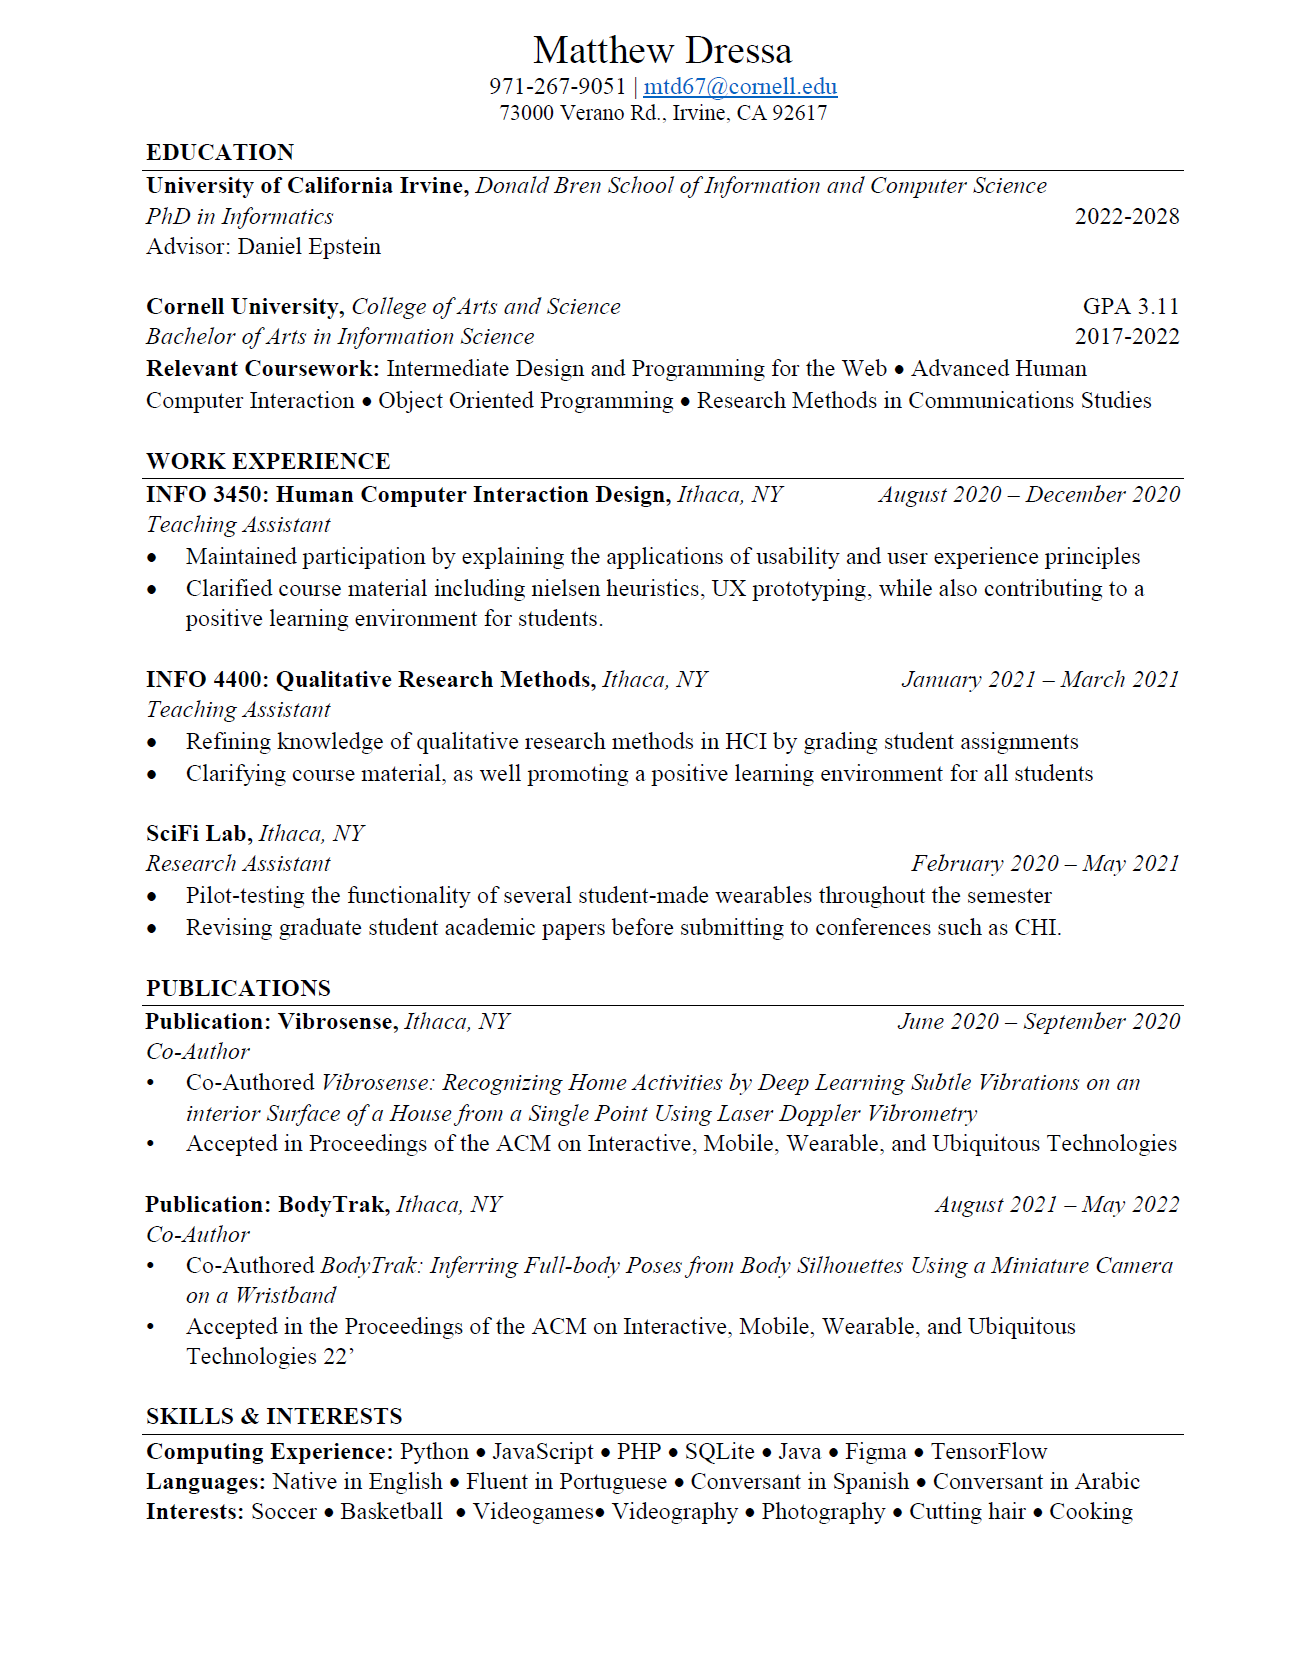 Matthew Dressa
971-267-9051 | mtd67@cornell.edu
73000 Verano Rd., Irvine, CA 92617
EDUCATION
University of California Irvine, Donald Bren School of Information and Computer Science
PhD in Informatics 2022-2028
Advisor: Daniel Epstein
Cornell University, College of Arts and Science GPA 3.11
Bachelor of Arts in Information Science 2017-2022
Relevant Coursework: Intermediate Design and Programming for the Web ● Advanced Human
Computer Interaction ● Object Oriented Programming ● Research Methods in Communications Studies
WORK EXPERIENCE
INFO 3450: Human Computer Interaction Design, Ithaca, NY August 2020 – December 2020
Teaching Assistant
● Maintained participation by explaining the applications of usability and user experience principles
● Clarified course material including nielsen heuristics, UX prototyping, while also contributing to a
positive learning environment for students.
INFO 4400: Qualitative Research Methods, Ithaca, NY January 2021 – March 2021
Teaching Assistant
● Refining knowledge of qualitative research methods in HCI by grading student assignments
● Clarifying course material, as well promoting a positive learning environment for all students
SciFi Lab, Ithaca, NY
Research Assistant February 2020 – May 2021
● Pilot-testing the functionality of several student-made wearables throughout the semester
● Revising graduate student academic papers before submitting to conferences such as CHI.
PUBLICATIONS
Publication: Vibrosense, Ithaca, NY June 2020 – September 2020
Co-Author
• Co-Authored Vibrosense: Recognizing Home Activities by Deep Learning Subtle Vibrations on an
interior Surface of a House from a Single Point Using Laser Doppler Vibrometry
• Accepted in Proceedings of the ACM on Interactive, Mobile, Wearable, and Ubiquitous Technologies
Publication: BodyTrak, Ithaca, NY August 2021 – May 2022
Co-Author
• Co-Authored BodyTrak: Inferring Full-body Poses from Body Silhouettes Using a Miniature Camera
on a Wristband
• Accepted in the Proceedings of the ACM on Interactive, Mobile, Wearable, and Ubiquitous
Technologies 22’
SKILLS & INTERESTS
Computing Experience: Python ● JavaScript ● PHP ● SQLite ● Java ● Figma ● TensorFlow
Languages: Native in English ● Fluent in Portuguese ● Conversant in Spanish ● Conversant in Arabic
Interests: Soccer ● Basketball ● Videogames● Videography ● Photography ● Cutting hair ● Cooking